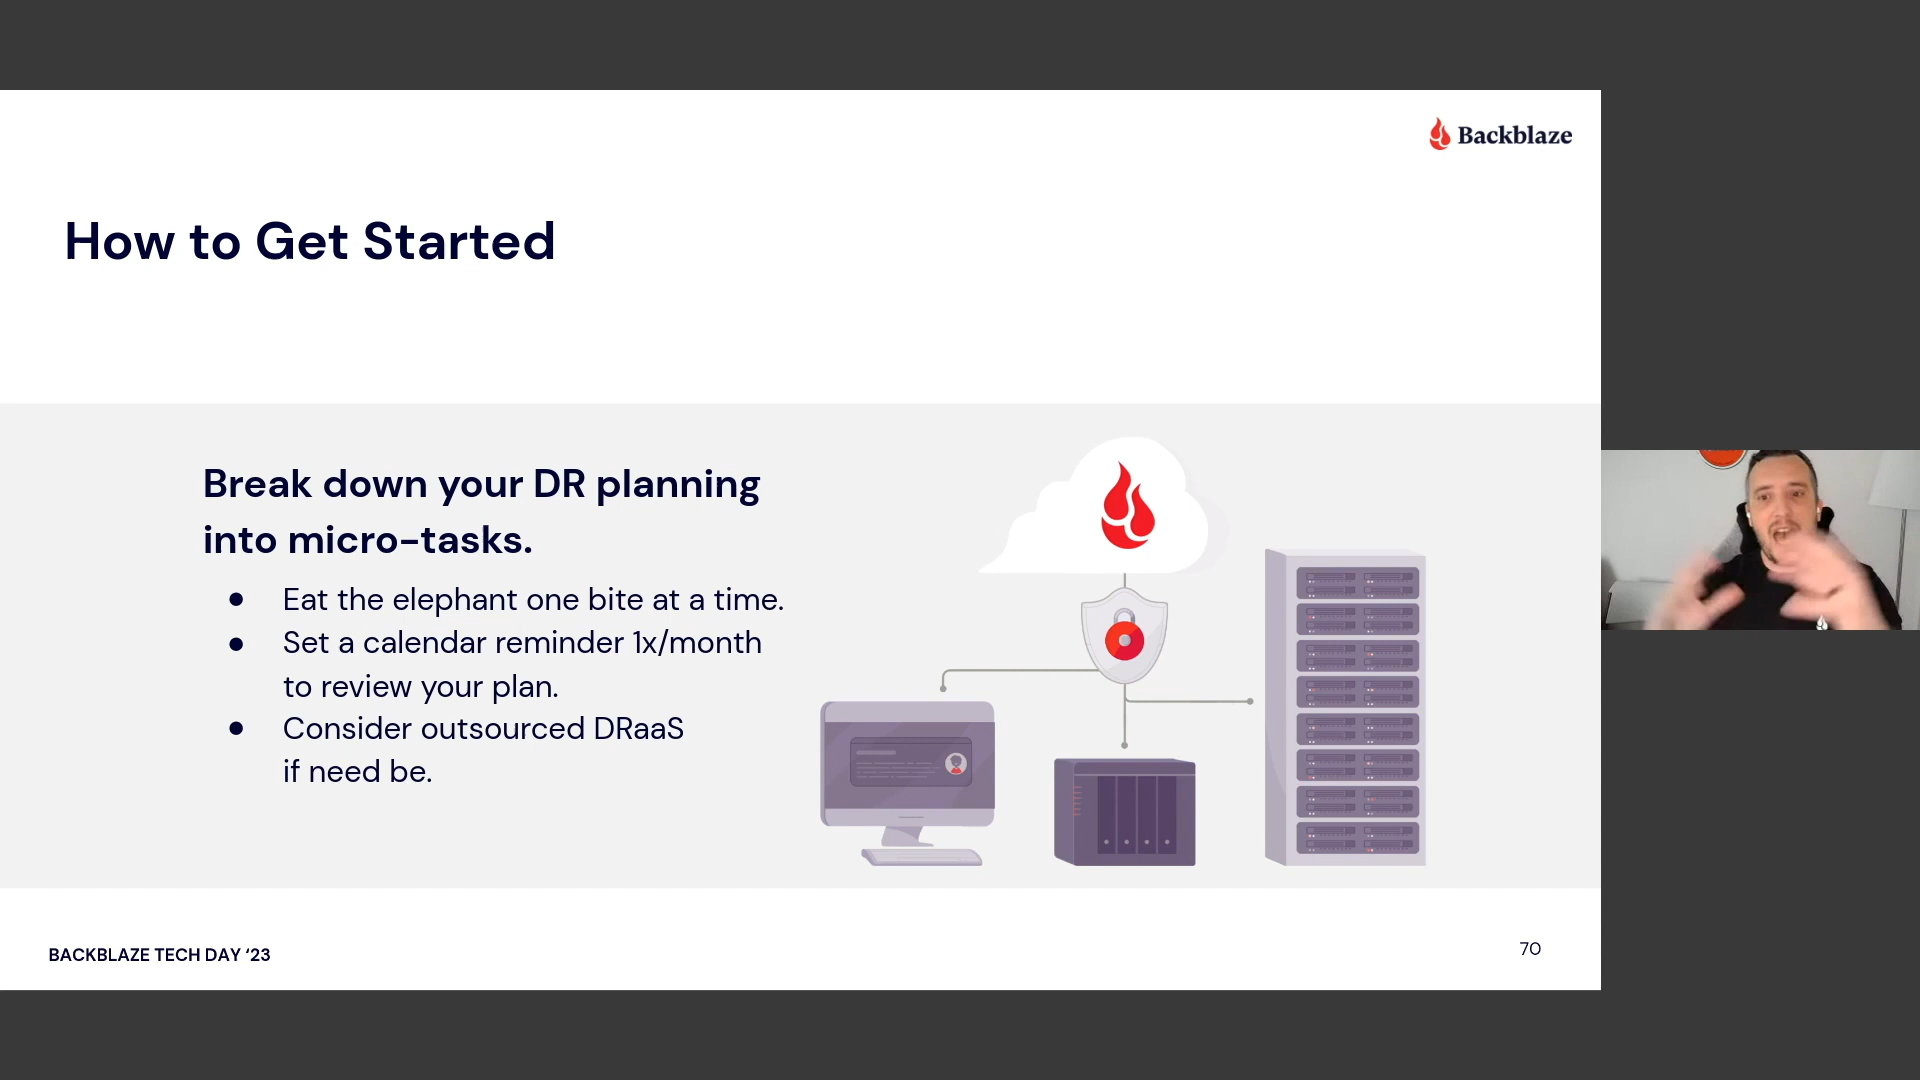 Backblaze
How to Get Started
Break down your DR planning
into micro-tasks.
● Eat the elephant one bite at a time.
● Set a calendar reminder 1x/month
to review your plan.
● Consider outsourced DRaaS
if need be.
BACKBLAZE TECH DAY ‘23
70